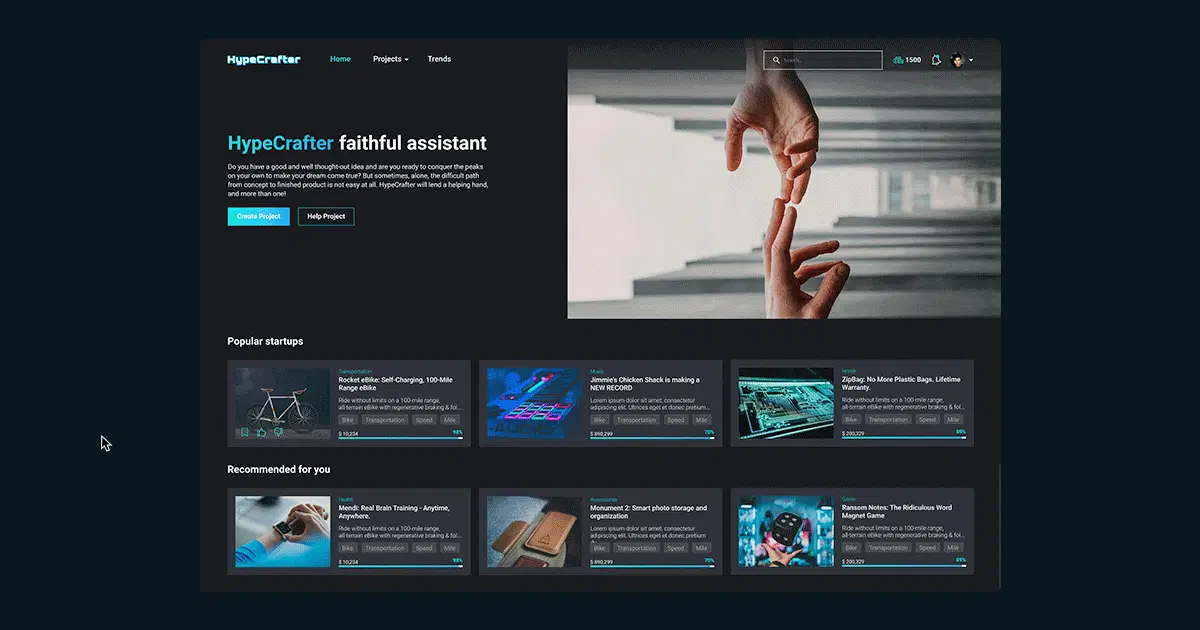 HypeCrafter
Home
Projects
Trends
Search...
1500
HypeCrafter faithful assistant
Do you have a good and well thought-out idea and are you ready to conquer the peaks
on your own to make your dream come true? But sometimes, alone, the difficult path
from concept to finished product is not easy at all. HypeCrafter will lend a helping hand,
and more than one!
Create Project
Help Project
Popular startups
Transportation
Rocket eBike: Self-Charging, 100-Mile
Range eBike
Ride without limits on a 100-mile range,
all-terrain eBike with regenerative braking & fol...
Bike Transportation Speed Mile
$ 10,234 98%
Music
Jimmie's Chicken Shack is making a
NEW RECORD
Lorem ipsum dolor sit amet, consectetur
adipiscing elit. Ultrices eget et donec pretium...
Bike Transportation Speed Mile
$ 898,299 70%
Home
ZipBag: No More Plastic Bags. Lifetime
Warranty.
Ride without limits on a 100-mile range,
all-terrain eBike with regenerative braking & fol...
Bike Transportation Speed Mile
$ 200,329 89%
Recommended for you
Health
Mendi: Real Brain Training - Anytime,
Anywhere.
Ride without limits on a 100-mile range,
all-terrain eBike with regenerative braking & fol...
Bike Transportation Speed Mile
$ 10,234 98%
Accessories
Monument 2: Smart photo storage and
organization
Lorem ipsum dolor sit amet, consectetur
adipiscing elit. Ultrices eget et donec pretium
Bike Transportation Speed Mile
$ 898,299 70%
Game
Ransom Notes: The Ridiculous Word
Magnet Game
Ride without limits on a 100-mile range,
all-terrain eBike with regenerative braking & fol...
Bike Transportation Speed Mile
$ 200,329 89%